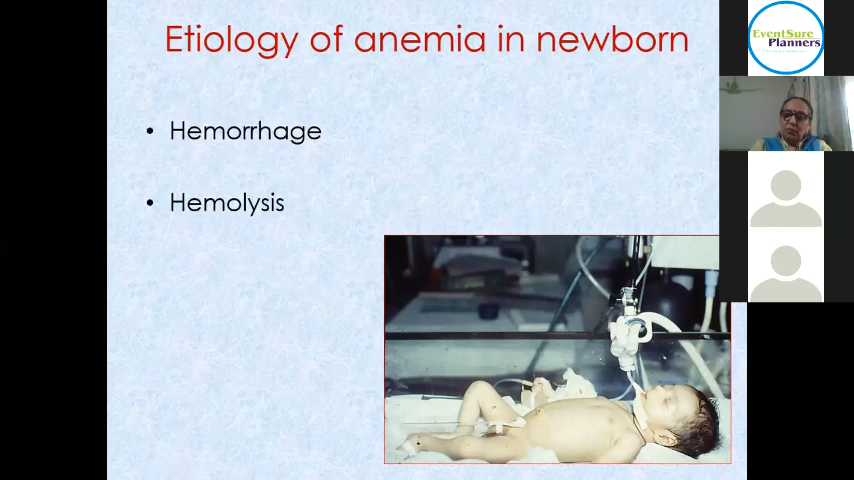 Etiology of anemia in newborn
• Hemorrhage
• Hemolysis
EventSure
Planners